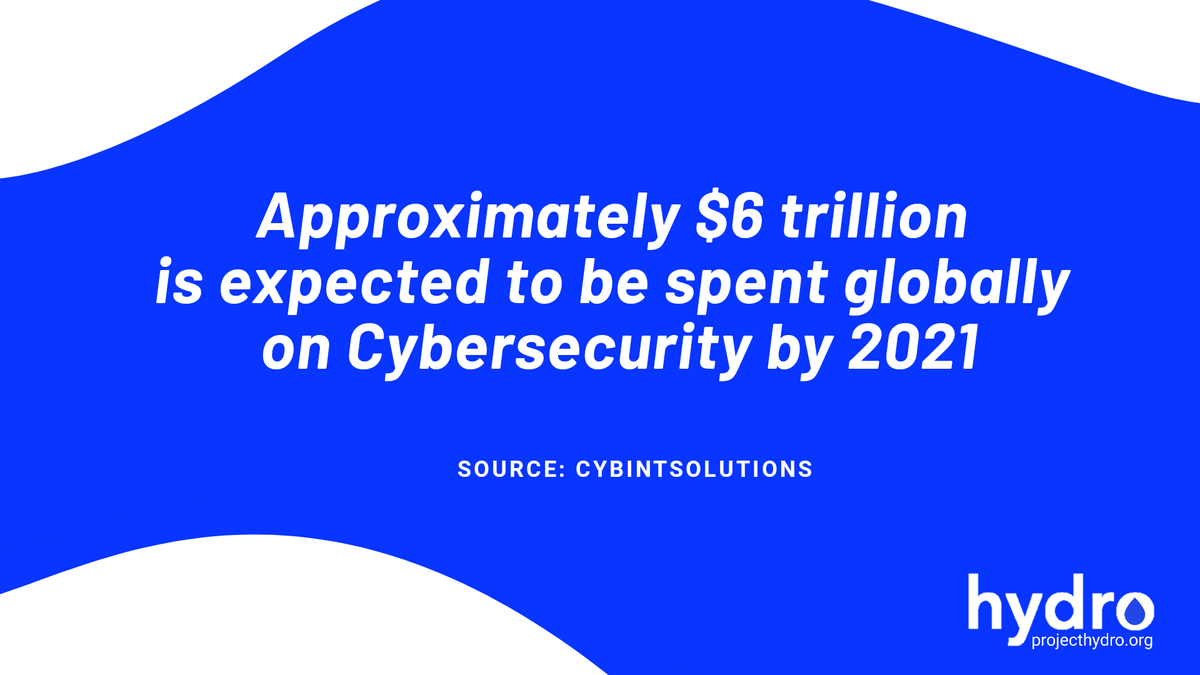 Approximately $6 trillion
is expected to be spent globally
on Cybersecurity by 2021
SOURCE: CYBINTSOLUTIONS
hydro
projecthydro.org